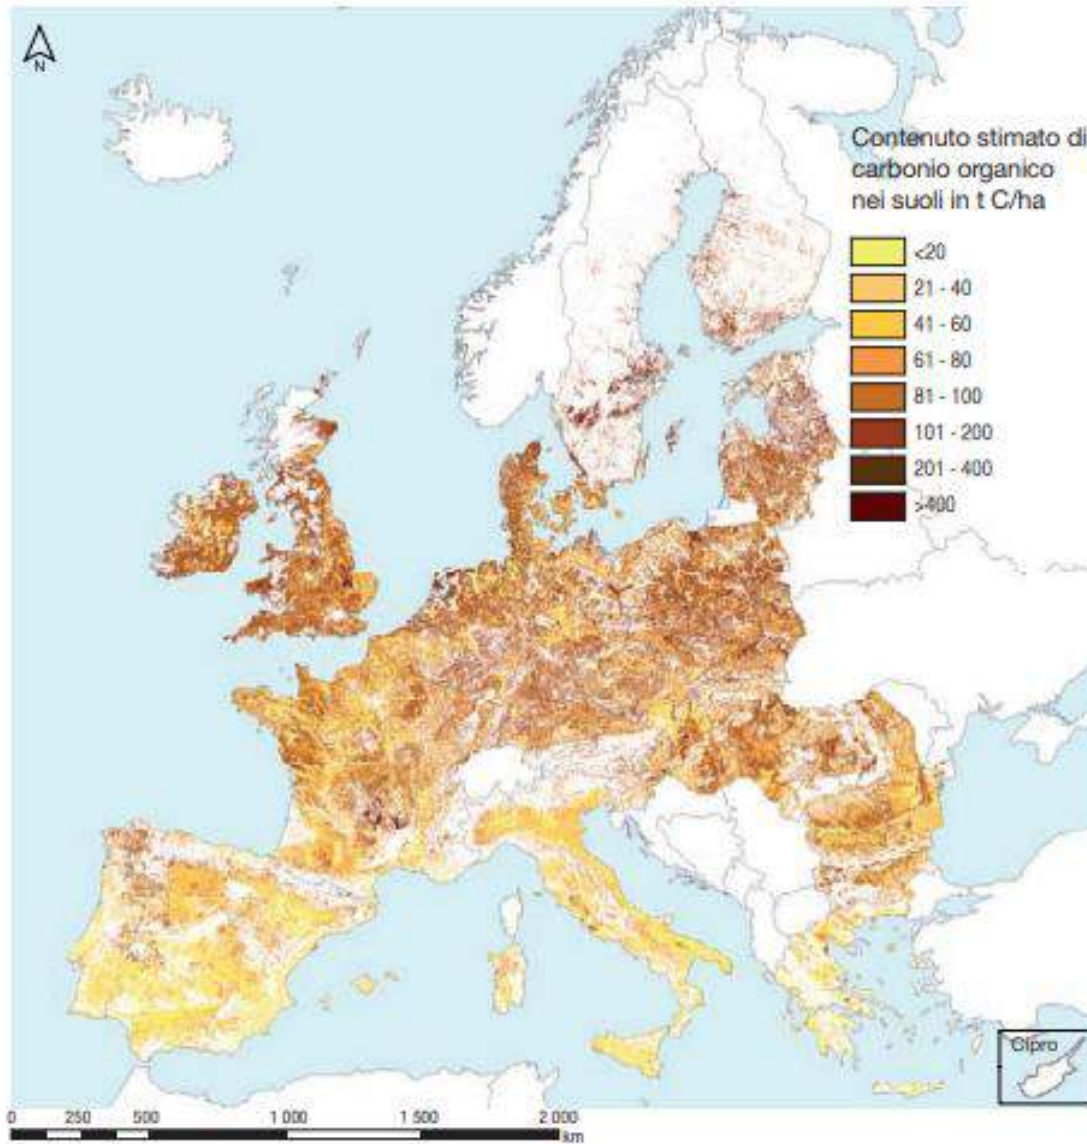 N
Contenuto stimato di
carbonio organico
nei suoli in t C/ha
<20
21 - 40
41 - 60
61 - 80
81 - 100
101 - 200
201 - 400
>400
Cipro
0 250 500 1 000 1 500 2 000
km